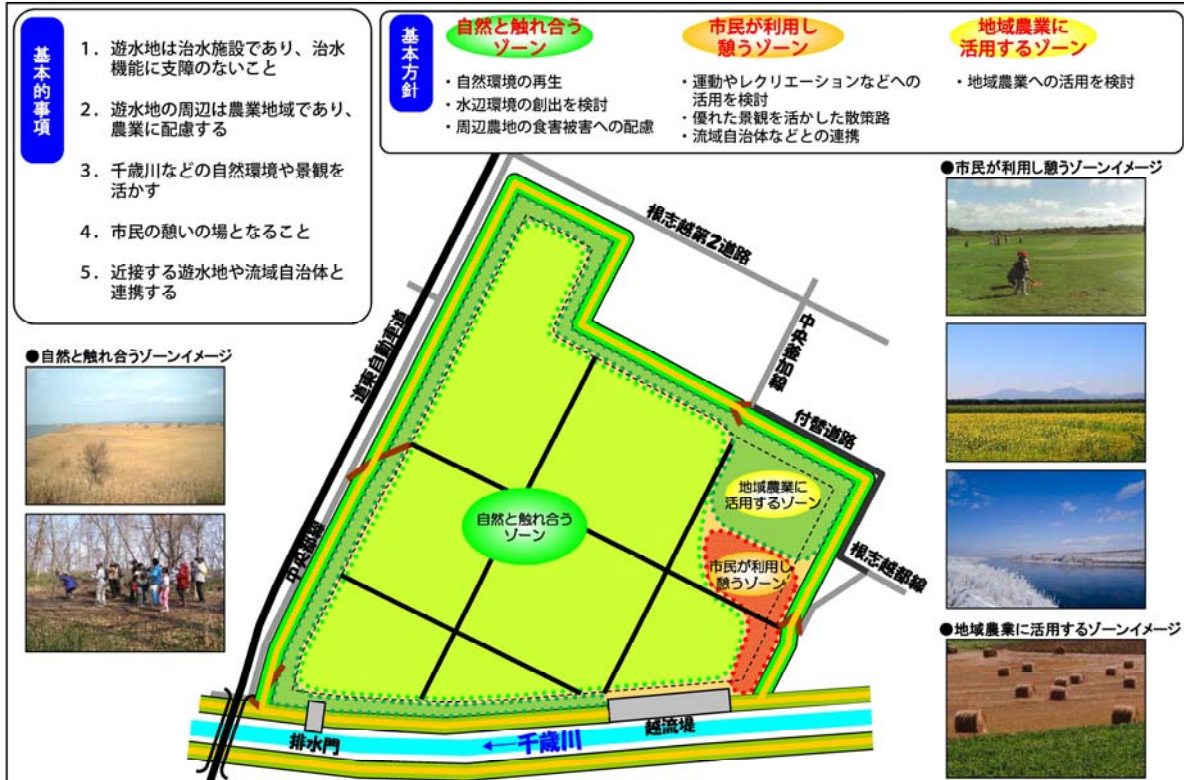 基本的事項
1. 遊水地は治水施設であり、治水
機能に支障のないこと
2. 遊水地の周辺は農業地域であり、
農業に配慮する
3. 千歳川などの自然環境や景観を
活かす
4. 市民の憩いの場となること
5. 近接する遊水地や流域自治体と
連携する
基本方針
自然と触れ合う
ゾーン
・自然環境の再生
・水辺環境の創出を検討
・周辺農地の食害被害への配慮
市民が利用し
憩うゾーン
・運動やレクリエーションなどへの
活用を検討
・優れた景観を活かした散策路
・流域自治体などとの連携
地域農業に
活用するゾーン
・地域農業への活用を検討
●自然と触れ合うゾーンイメージ
根志越第2道路
中央釜加線
道東自動車道
付替道路
地域農業に
活用するゾーン
自然と触れ合う
ゾーン
市民が利用し
憩うゾーン
根志越都線
中央都線
排水門
←千歳川
越流堤
●市民が利用し憩うゾーンイメージ
●地域農業に活用するゾーンイメージ